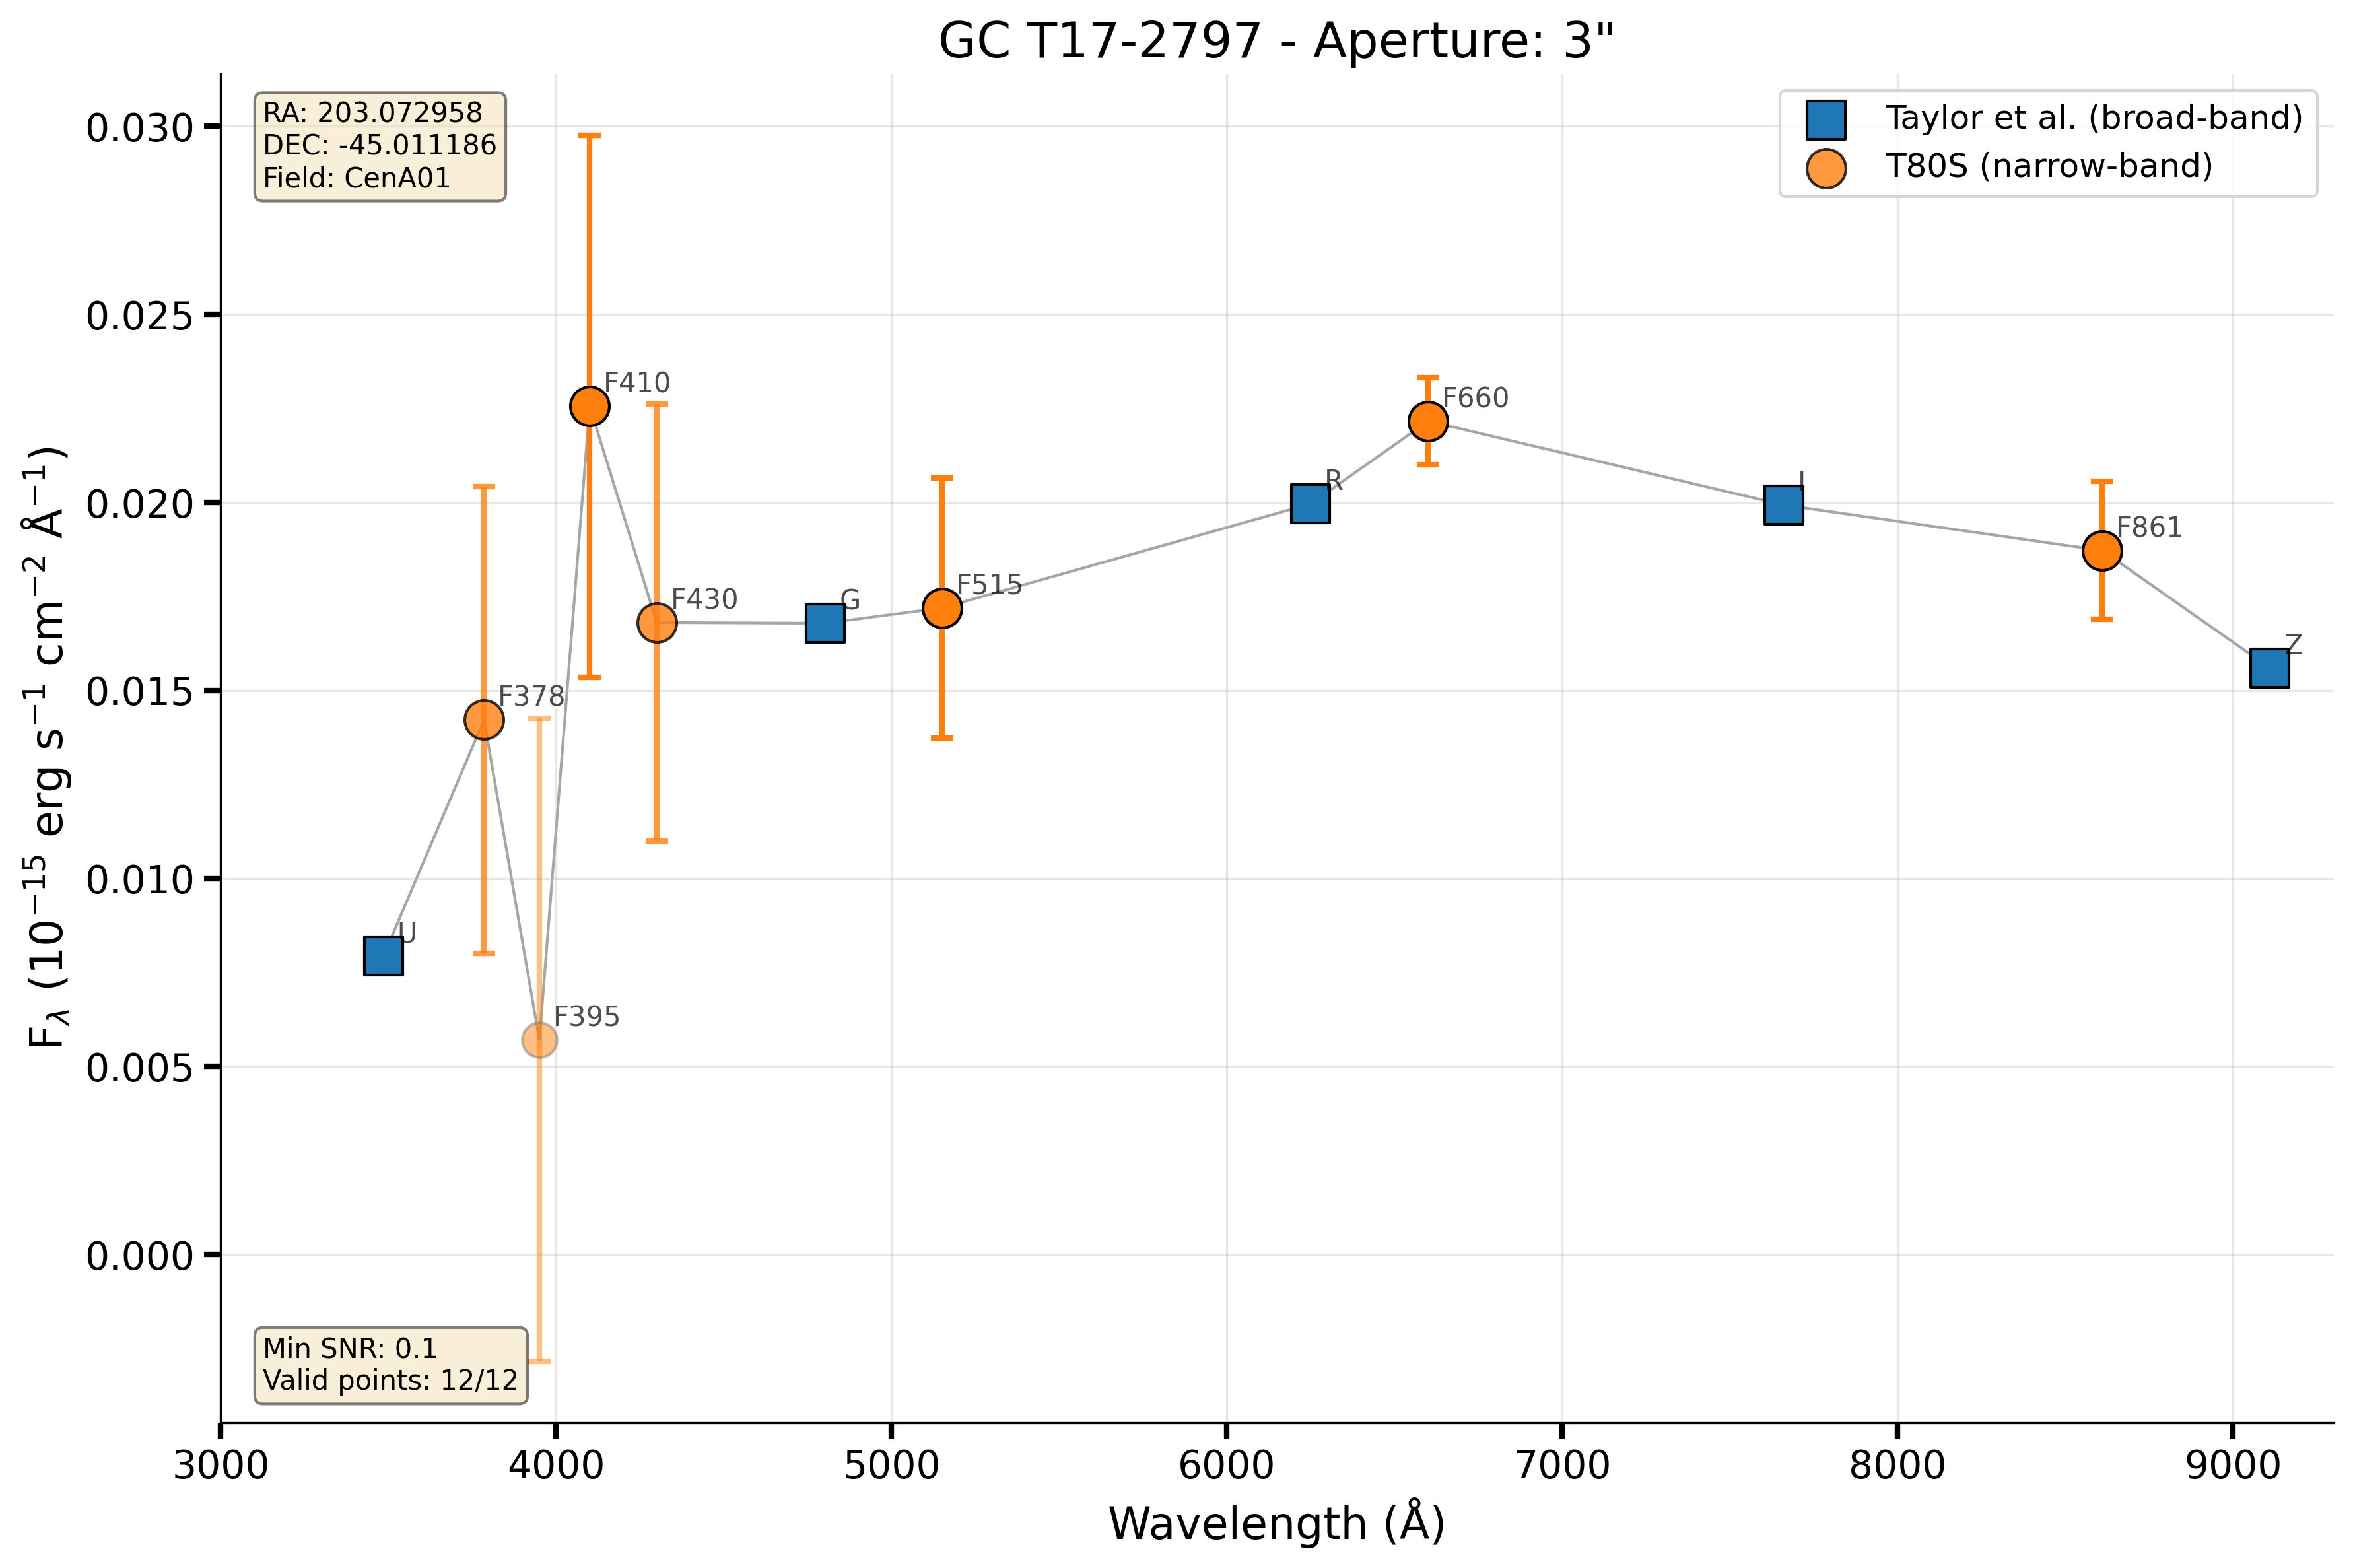 GC T17-2797 - Aperture: 3"
RA: 203.072958
DEC: -45.011186
Field: CenA01
Taylor et al. (broad-band)
T80S (narrow-band)
0.030
0.025
0.020
0.015
0.010
0.005
0.000
F$_{λ}$ (10$^{−15}$ erg s$^{−1}$ cm$^{−2}$ Å$^{−1}$)
U
F378
F395
F410
F430
G
F515
R
F660
I
F861
Z
Min SNR: 0.1
Valid points: 12/12
3000 4000 5000 6000 7000 8000 9000
Wavelength (Å)